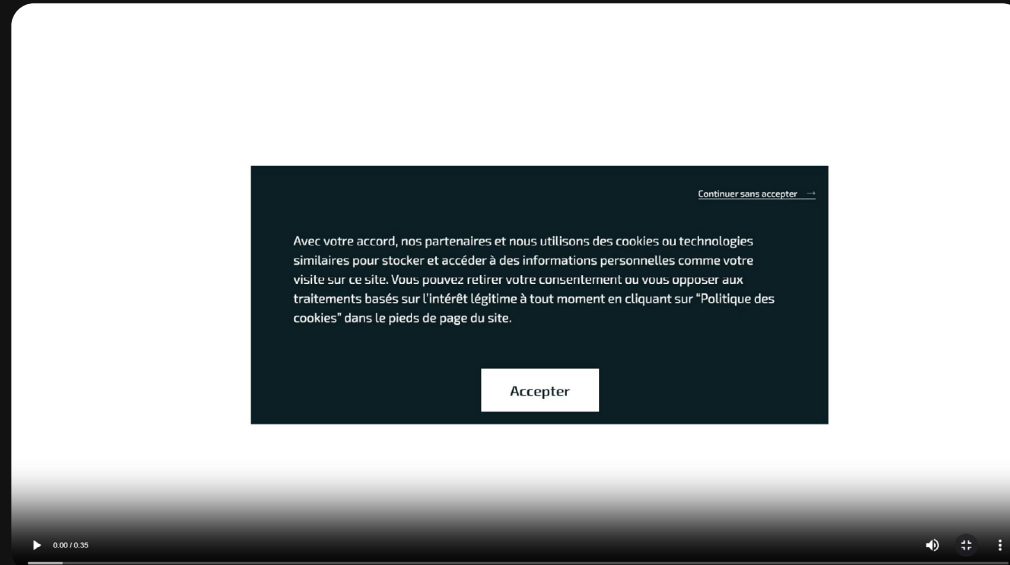 Continuer sans accepter →
Avec votre accord, nos partenaires et nous utilisons des cookies ou technologies
similaires pour stocker et accéder à des informations personnelles comme votre
visite sur ce site. Vous pouvez retirer votre consentement ou vous opposer aux
traitements basés sur l'intérêt légitime à tout moment en cliquant sur “Politique des
cookies” dans le pieds de page du site.
Accepter
0:00 / 0:35